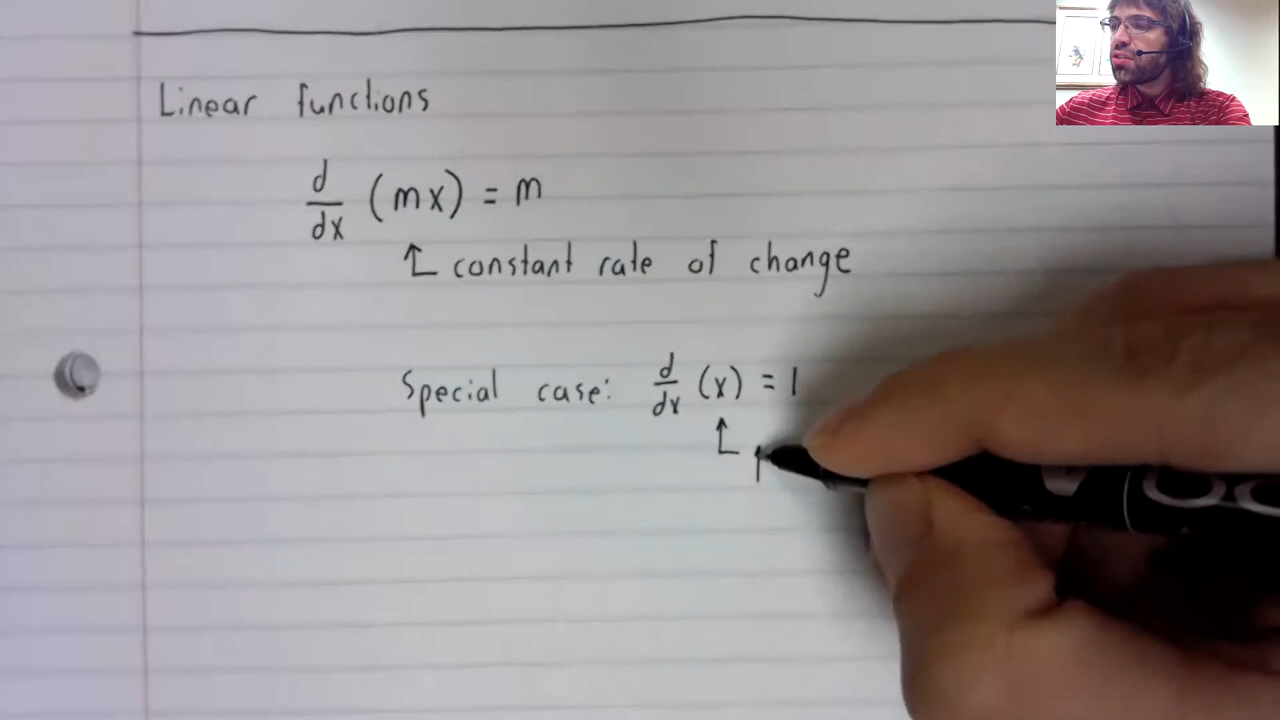 Linear functions
d/dx (mx) = m
↑ constant rate of change
Special case: d/dx (x) = 1